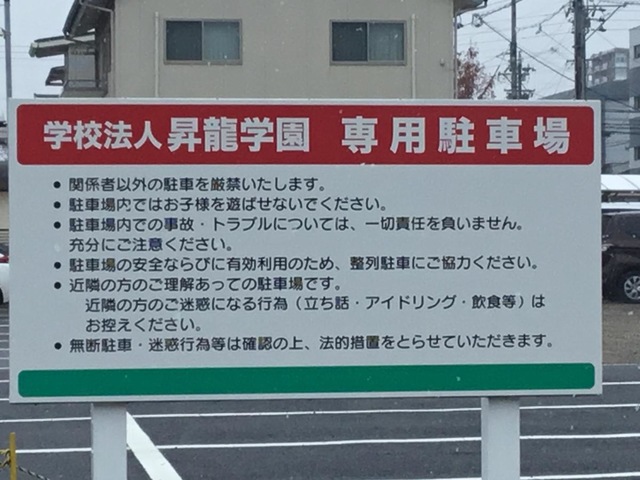 学校法人昇龍学園　専用駐車場
●関係者以外の駐車を厳禁いたします。
●駐車場内ではお子様を遊ばせないでください。
●駐車場内での事故・トラブルについては、一切責任を負いません。
充分にご注意ください。
●駐車場の安全ならびに有効利用のため、整列駐車にご協力ください。
●近隣の方のご理解あっての駐車場です。
近隣の方のご迷惑になる行為（立ち話・アイドリング・飲食等）は
お控えください。
●無断駐車・迷惑行為等は確認の上、法的措置をとらせていただきます。